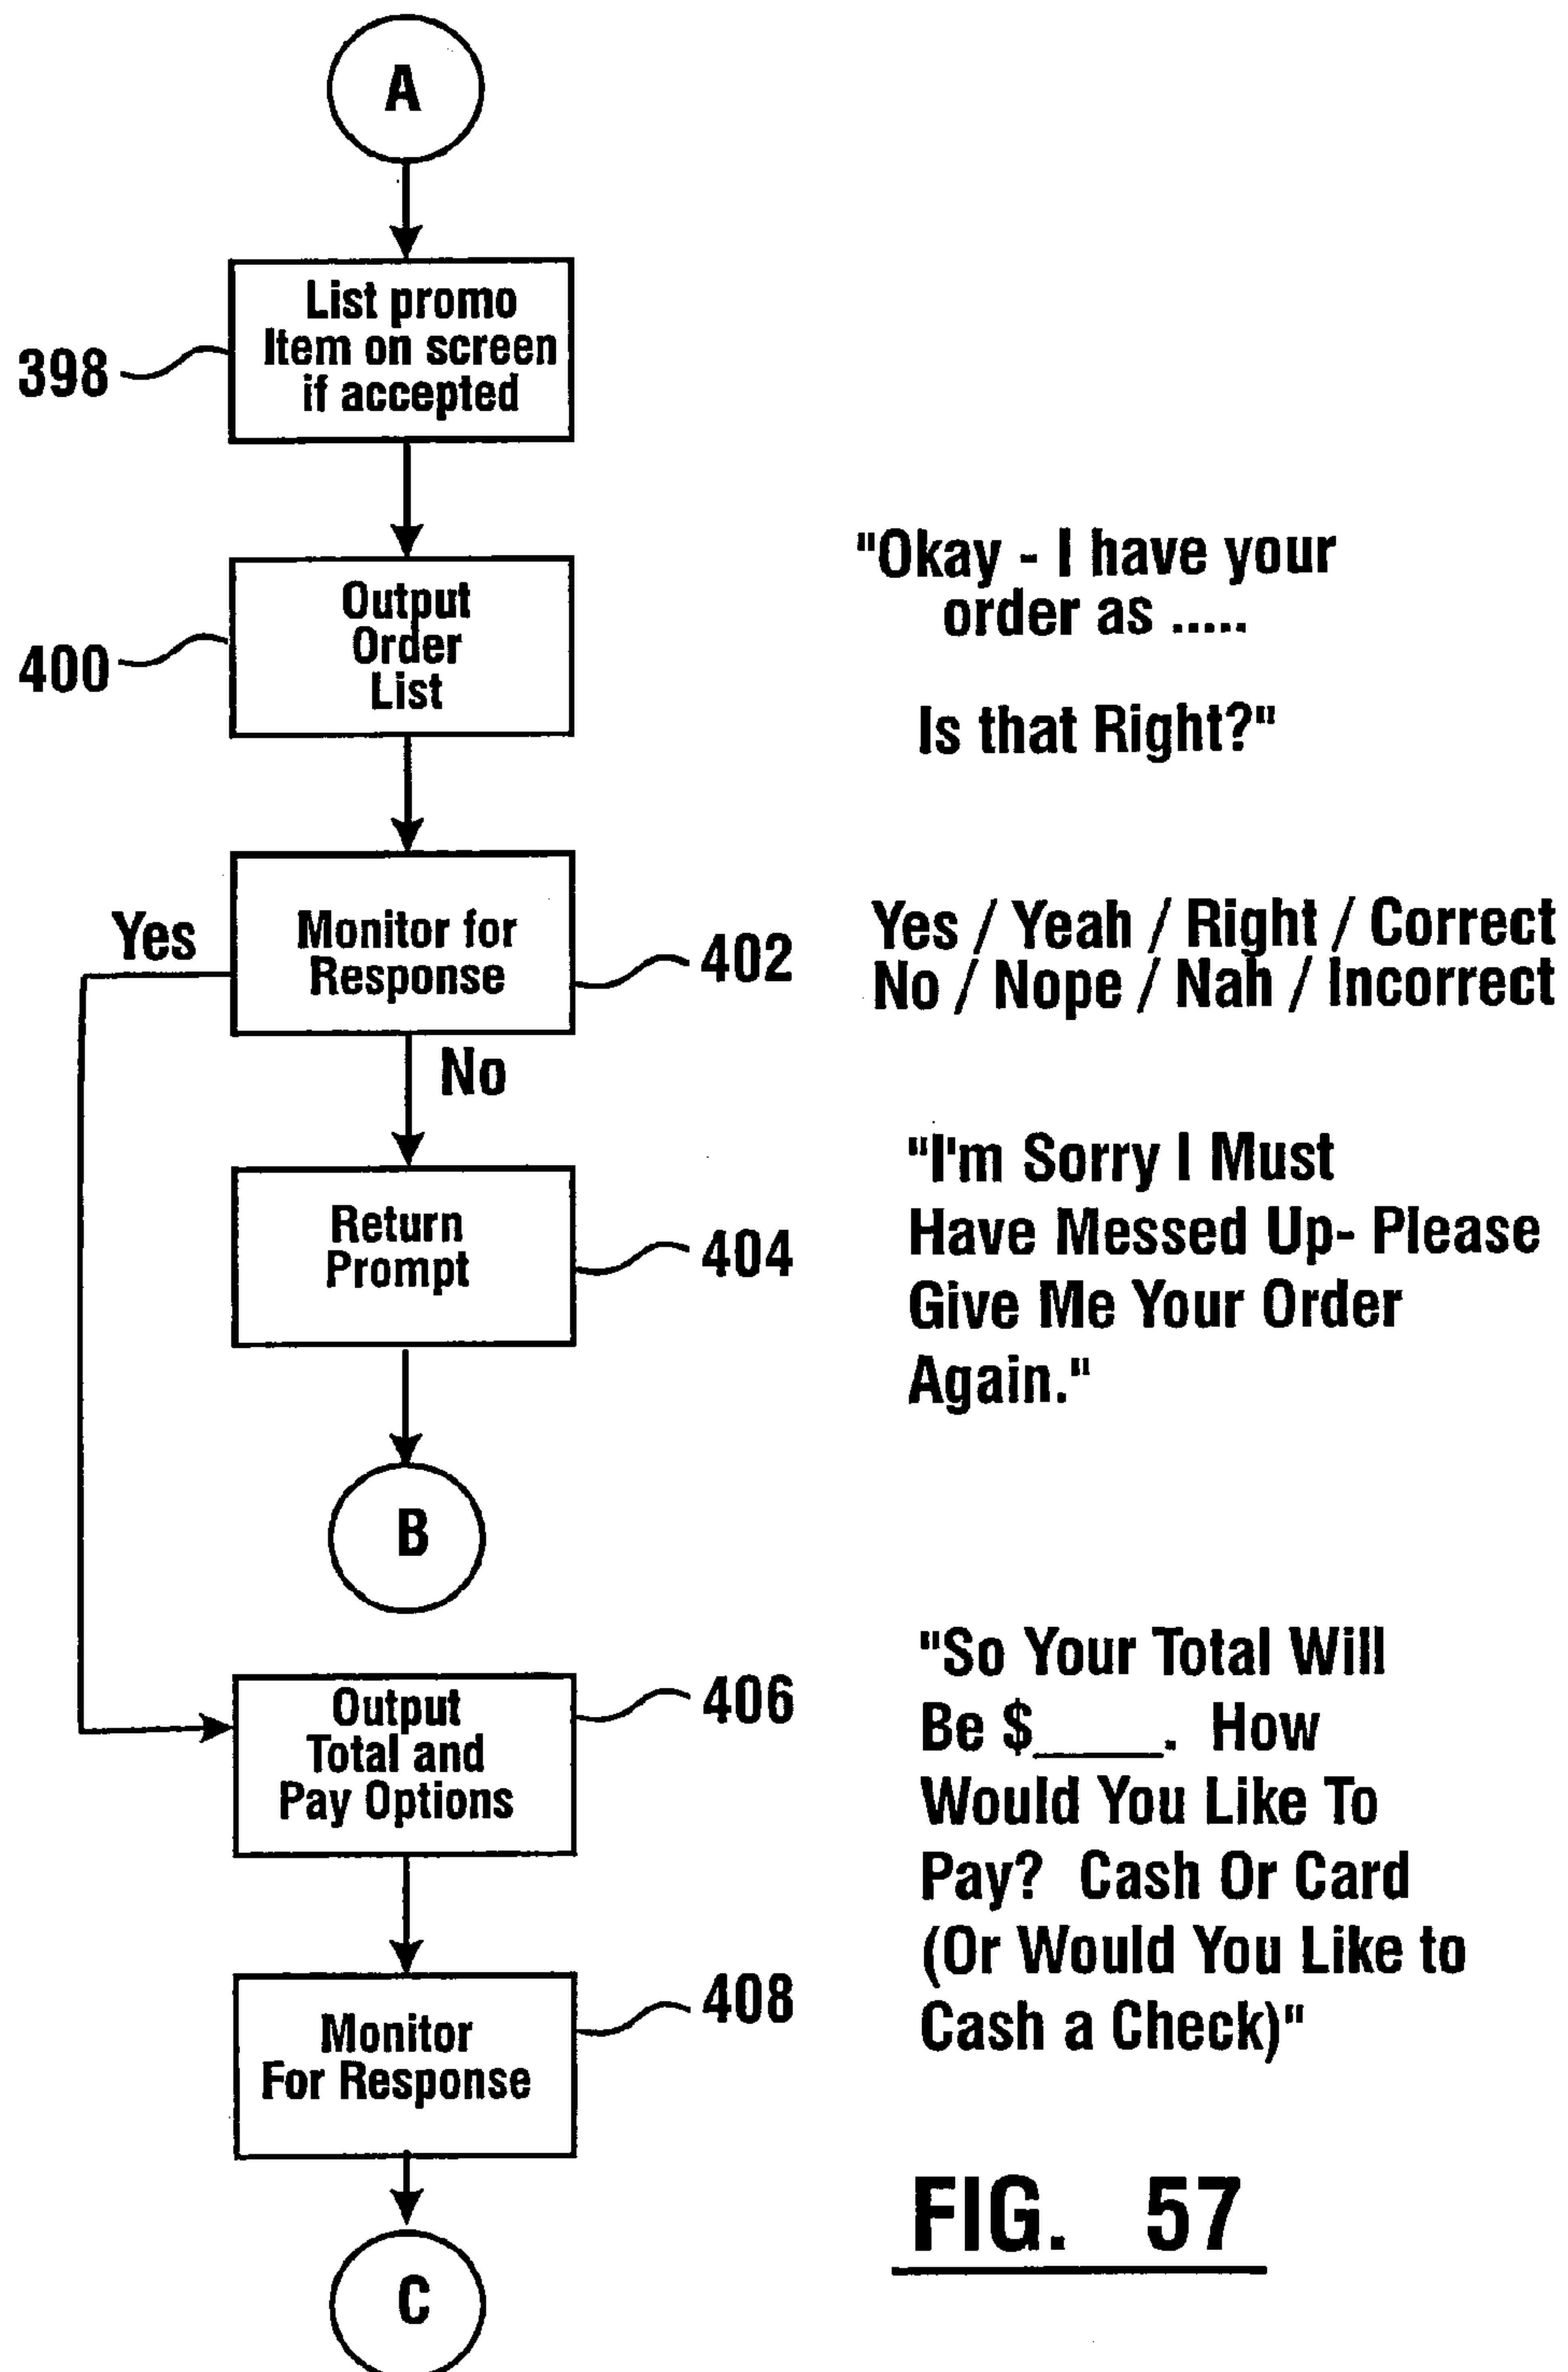 A
List promo
Item on screen
if accepted
398
Output
Order
List
400
"Okay - I have your
order as .....
Is that Right?"
Yes
Monitor for
Response
402
Yes / Yeah / Right / Correct
No / Nope / Nah / Incorrect
No
Return
Prompt
404
"I'm Sorry I Must
Have Messed Up- Please
Give Me Your Order
Again."
B
Output
Total and
Pay Options
406
"So Your Total Will
Be $____. How
Would You Like To
Pay? Cash Or Card
(Or Would You Like to
Cash a Check)"
Monitor
For Response
408
C
FIG. 57